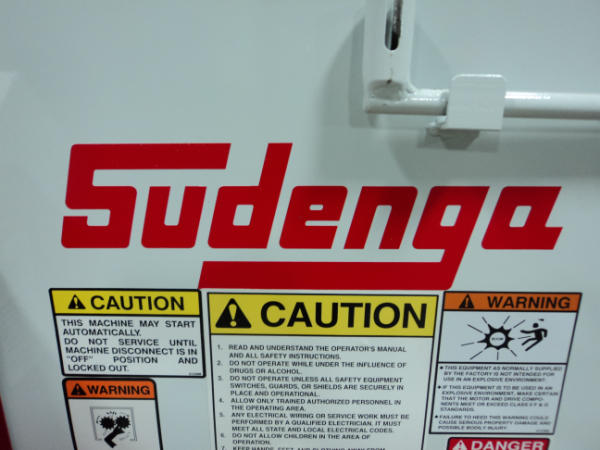 Sudenga
CAUTION
THIS MACHINE MAY START
AUTOMATICALLY.
DO NOT SERVICE UNTIL
MACHINE DISCONNECT IS IN
"OFF" POSITION AND
LOCKED OUT.
WARNING
CAUTION
1. READ AND UNDERSTAND THE OPERATOR'S MANUAL
AND ALL SAFETY INSTRUCTIONS.
2. DO NOT OPERATE WHILE UNDER THE INFLUENCE OF
DRUGS OR ALCOHOL.
3. DO NOT OPERATE UNLESS ALL SAFETY EQUIPMENT
SWITCHES, GUARDS, OR SHIELDS ARE SECURELY IN
PLACE AND OPERATIONAL.
4. ALLOW ONLY TRAINED AUTHORIZED PERSONNEL IN
THE OPERATING AREA.
5. ANY ELECTRICAL WIRING OR SERVICE WORK MUST BE
PERFORMED BY A QUALIFIED ELECTRICIAN. IT MUST
MEET ALL STATE AND LOCAL ELECTRICAL CODES.
6. DO NOT ALLOW CHILDREN IN THE AREA OF
OPERATION.
7. KEEP HANDS, FEET, AND CLOTHING AWAY FROM
WARNING
• THIS EQUIPMENT AS NORMALLY SUPPLIED
BY THE FACTORY IS NOT INTENDED FOR
USE IN AN EXPLOSIVE ENVIRONMENT.
• IF THIS EQUIPMENT IS TO BE USED IN AN
EXPLOSIVE ENVIRONMENT, MAKE CERTAIN
THAT THE MOTOR AND DRIVE COMPO-
NENTS MEET OR EXCEED CLASS II F & G
STANDARDS.
• FAILURE TO HEED THIS WARNING COULD
CAUSE SERIOUS PROPERTY DAMAGE AND
POSSIBLE BODILY INJURY.
DANGER